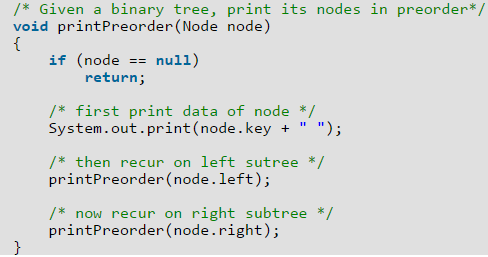 /* Given a binary tree, print its nodes in preorder*/
void printPreorder(Node node)
{
    if (node == null)
        return;

    /* first print data of node */
    System.out.print(node.key + " ");

    /* then recur on left sutree */
    printPreorder(node.left);

    /* now recur on right subtree */
    printPreorder(node.right);
}